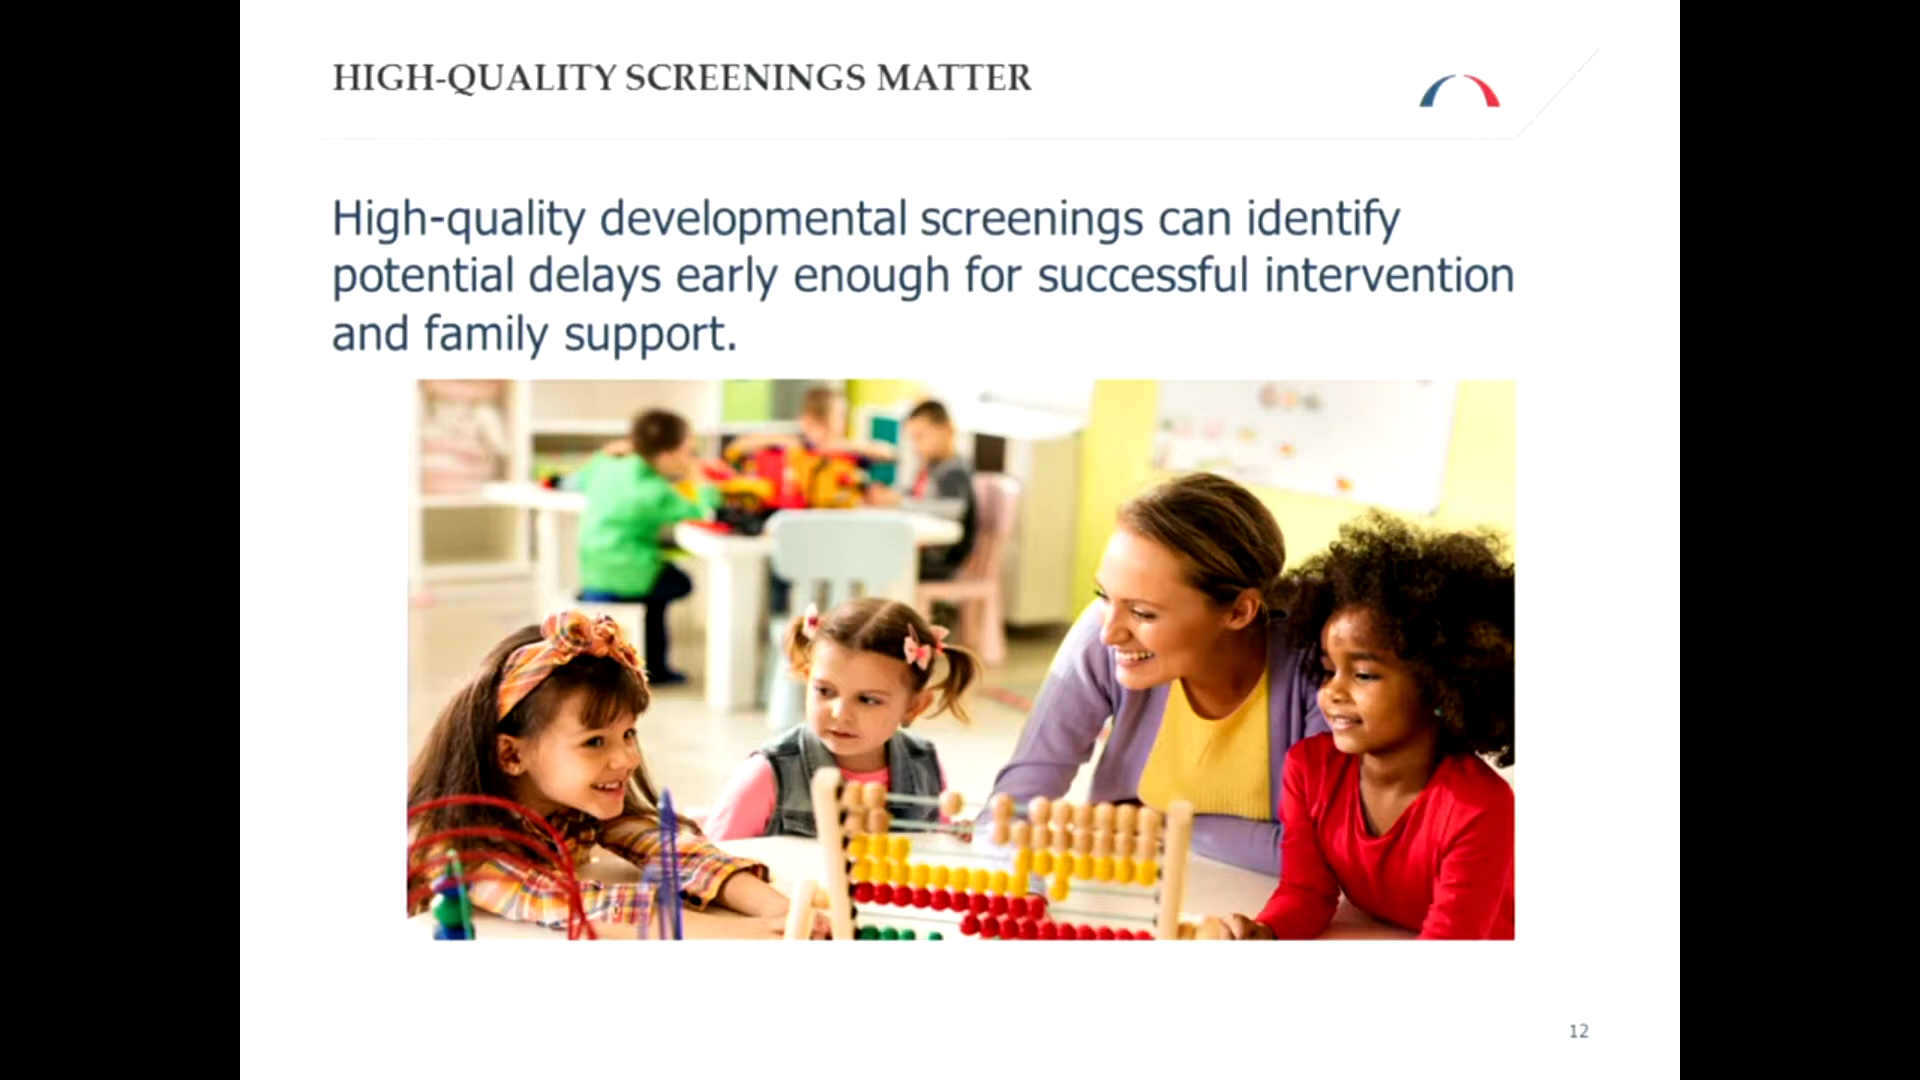 HIGH-QUALITY SCREENINGS MATTER
High-quality developmental screenings can identify
potential delays early enough for successful intervention
and family support.
12